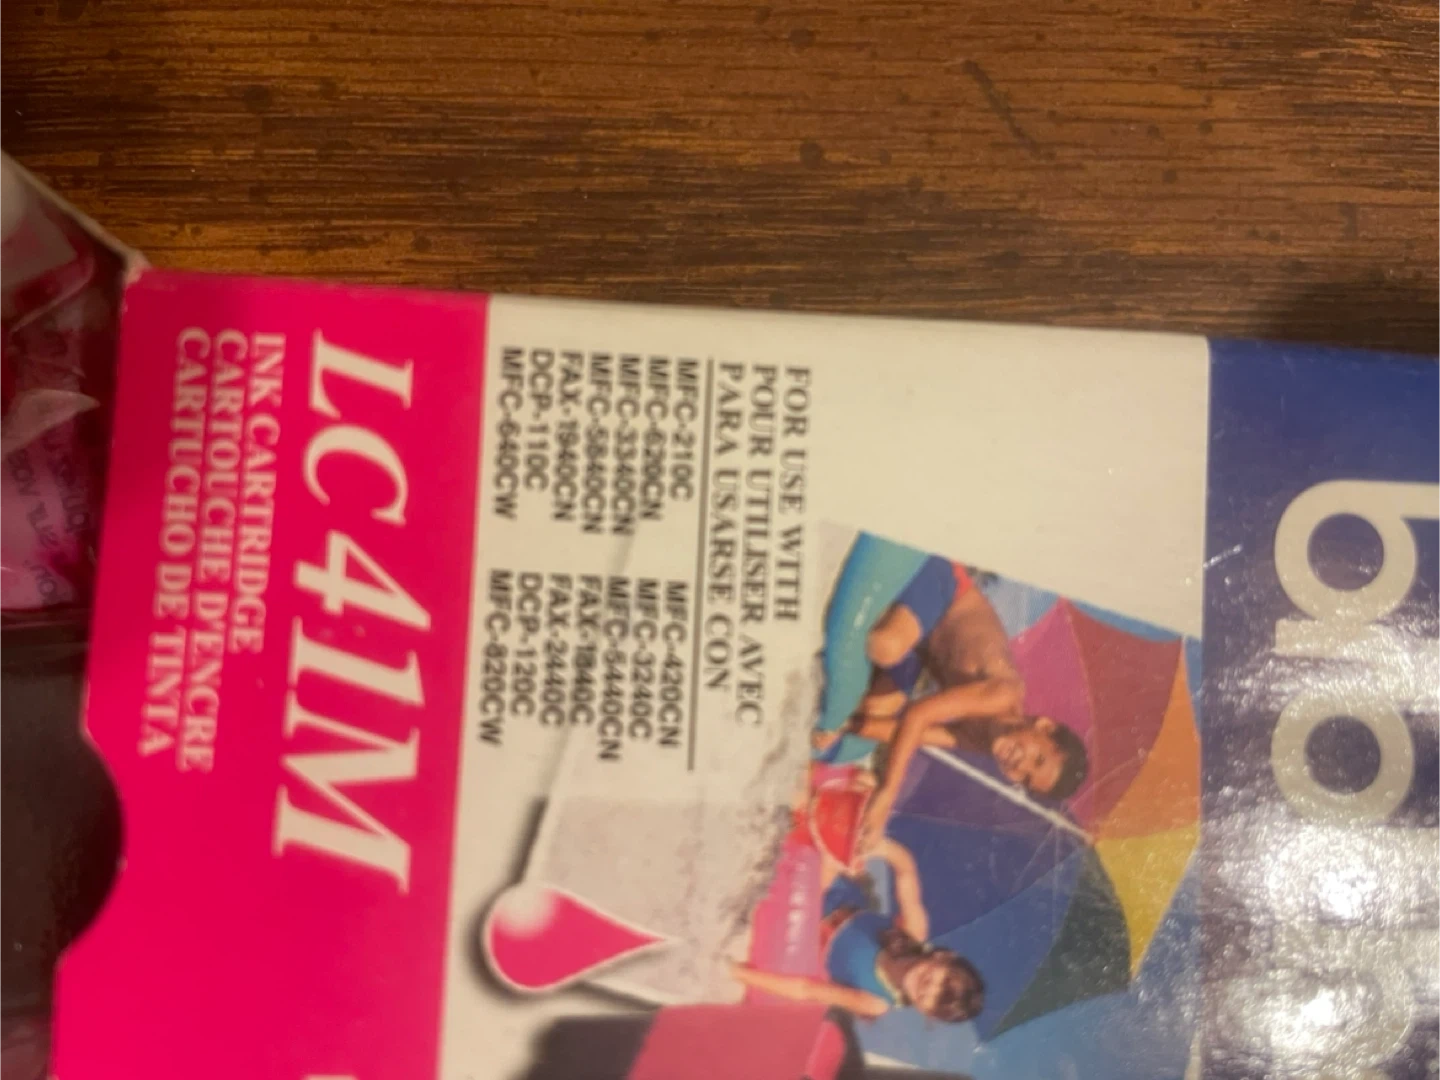 bro
FOR USE WITH
POUR UTILISER AVEC
PARA USARSE CON
MFC-210C MFC-420CN
MFC-620CN MFC-3240C
MFC-3340CN MFC-5440CN
MFC-5840CN FAX-1840C
FAX-1940CN FAX-2440C
DCP-110C DCP-120C
MFC-640CW MFC-820CW
LC41M
INK CARTRIDGE
CARTOUCHE D'ENCRE
CARTUCHO DE TINTA